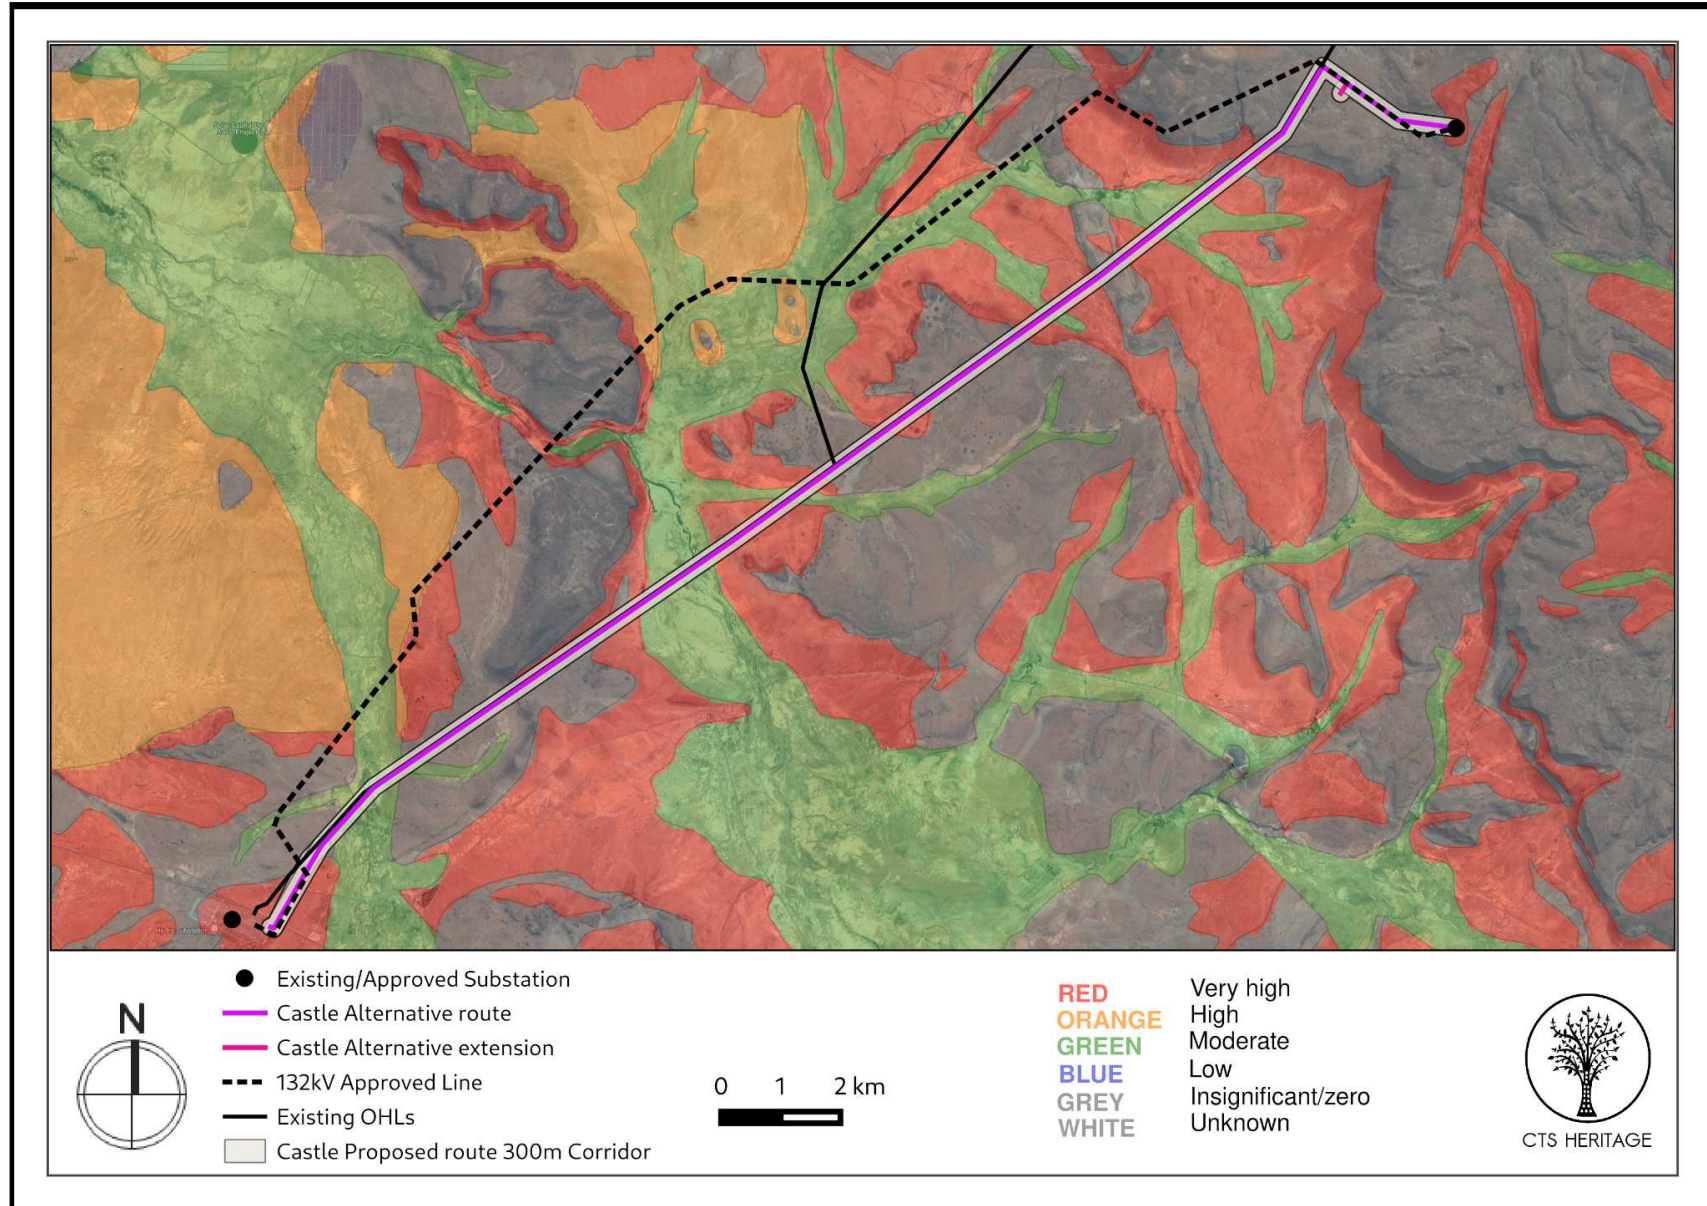 N
Existing/Approved Substation
Castle Alternative route
Castle Alternative extension
132kV Approved Line
Existing OHLs
Castle Proposed route 300m Corridor
0 1 2 km
RED Very high
ORANGE High
GREEN Moderate
BLUE Low
GREY Insignificant/zero
WHITE Unknown
CTS HERITAGE